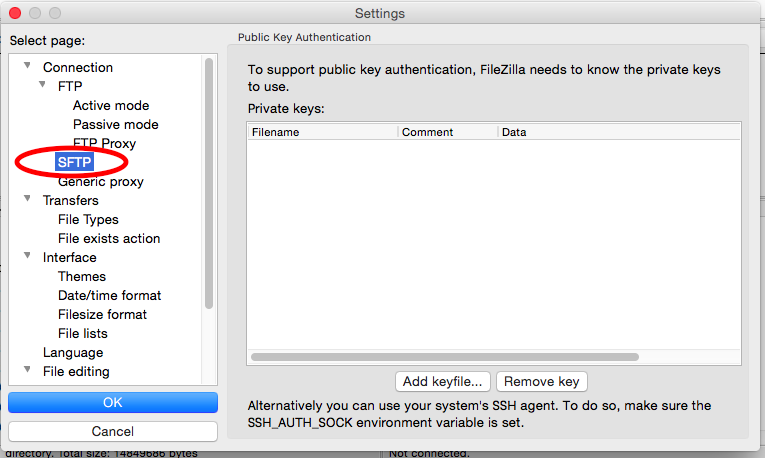 Settings
Select page:
Connection
FTP
Active mode
Passive mode
FTP Proxy
SFTP
Generic proxy
Transfers
File Types
File exists action
Interface
Themes
Date/time format
Filesize format
File lists
Language
File editing
OK
Cancel
Public Key Authentication
To support public key authentication, FileZilla needs to know the private keys
to use.
Private keys:
Filename Comment Data
Add keyfile... Remove key
Alternatively you can use your system's SSH agent. To do so, make sure the
SSH_AUTH_SOCK environment variable is set.
directory. Total size: 14849686 bytes
Not connected.